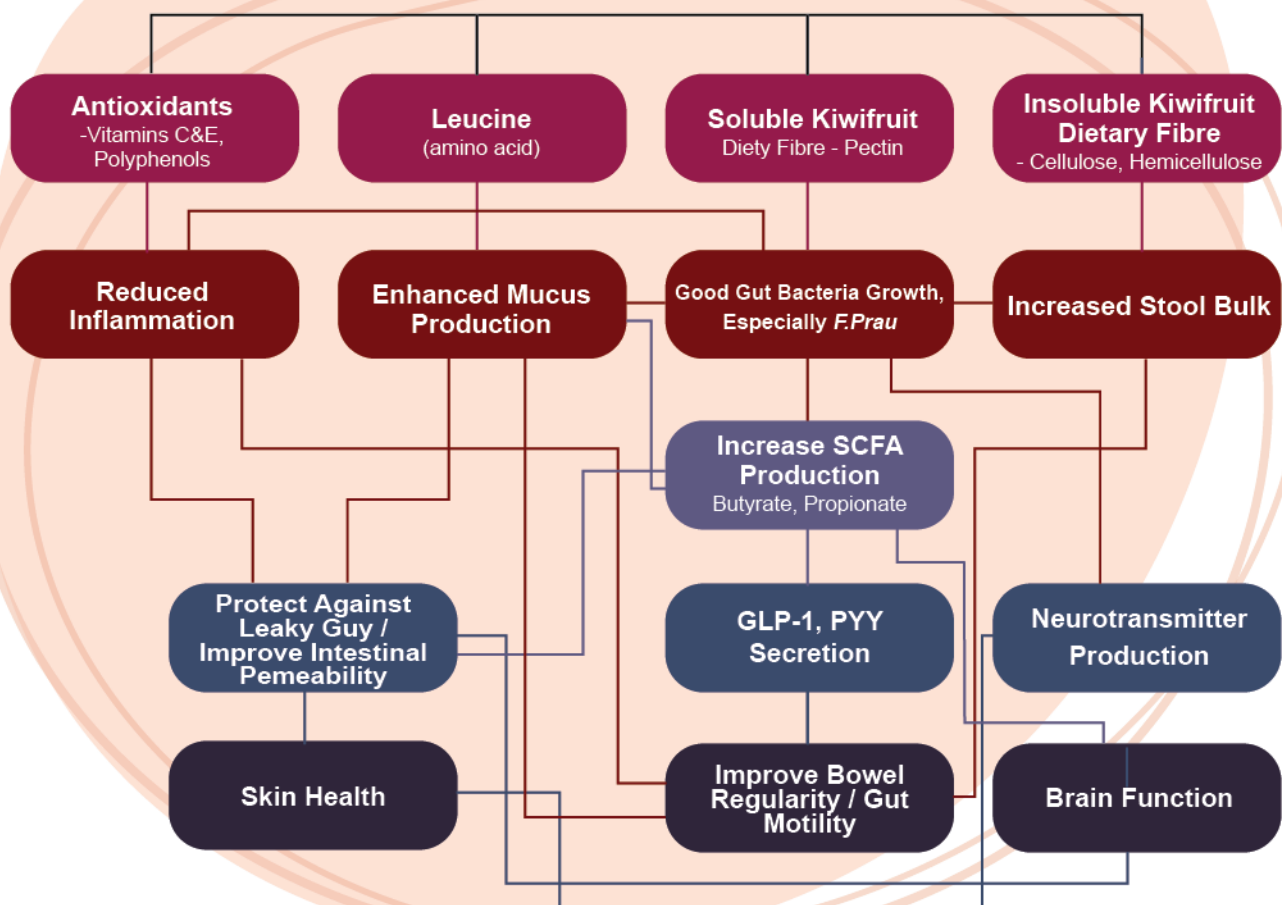 Antioxidants
-Vitamins C&E,
Polyphenols
Leucine
(amino acid)
Soluble Kiwifruit
Diety Fibre - Pectin
Insoluble Kiwifruit
Dietary Fibre
- Cellulose, Hemicellulose
Reduced
Inflammation
Enhanced Mucus
Production
Good Gut Bacteria Growth,
Especially F.Prau
Increased Stool Bulk
Increase SCFA
Production
Butyrate, Propionate
Protect Against
Leaky Guy /
Improve Intestinal
Pemeability
GLP-1, PYY
Secretion
Neurotransmitter
Production
Skin Health
Improve Bowel
Regularity / Gut
Motility
Brain Function